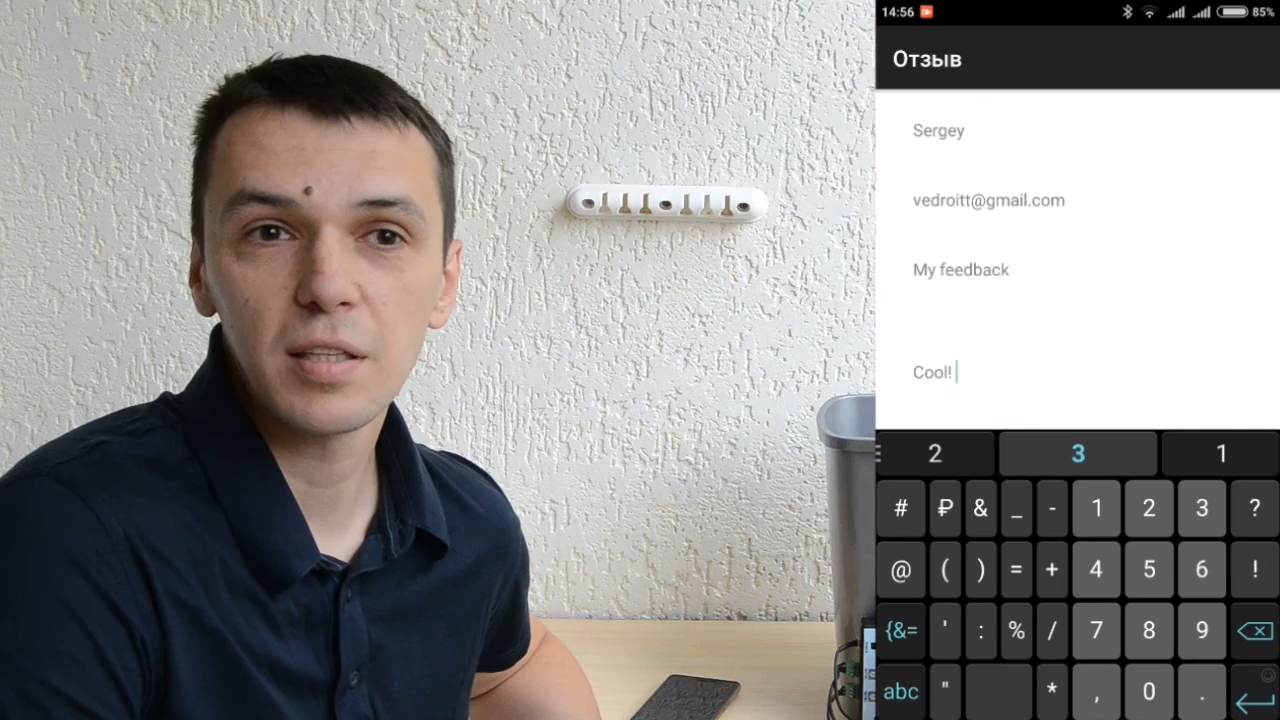 14:56
85%
Отзыв
Sergey
vedroitt@gmail.com
My feedback
Cool!
2 3 1
# ₽ & _ - 1 2 3 ?
@ ( ) = + 4 5 6 !
{&= ' : % / 7 8 9
abc " * , 0 .